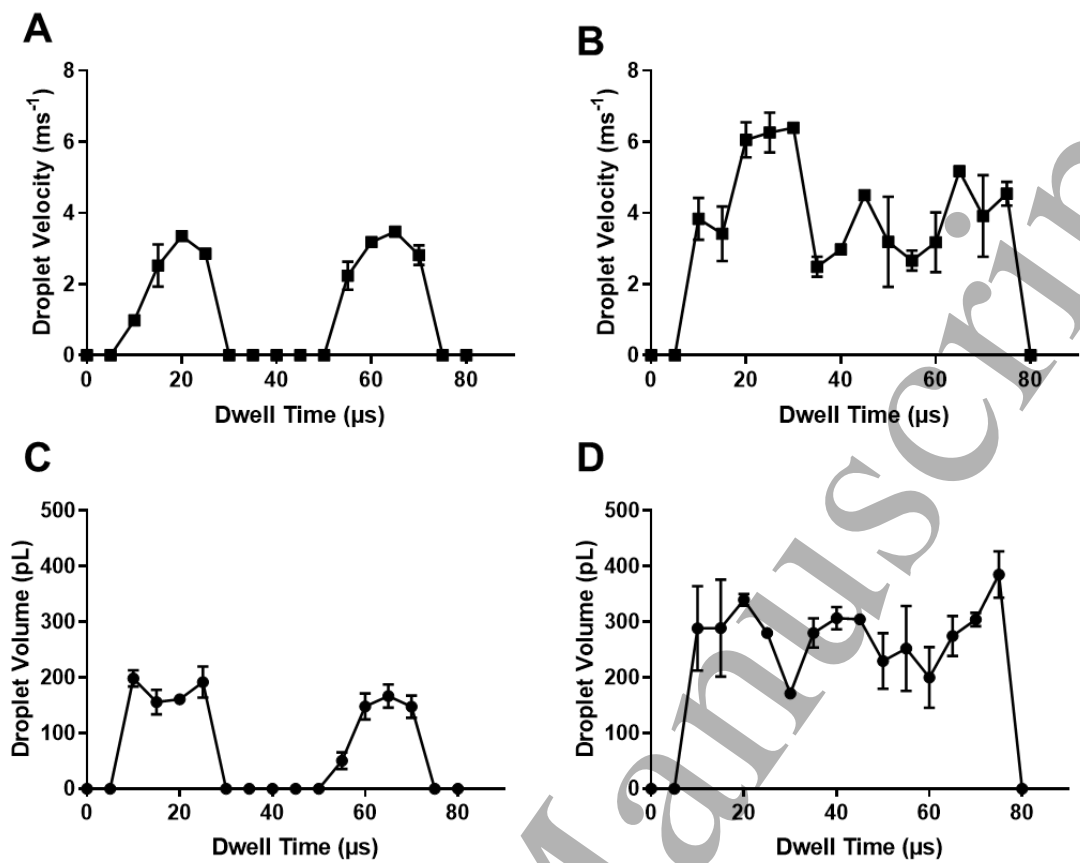 A
B
Droplet Velocity (ms⁻¹)
8
6
4
2
0
0 20 40 60 80
Dwell Time (µs)
Droplet Velocity (ms⁻¹)
8
6
4
2
0
0 20 40 60 80
Dwell Time (µs)
C
D
Droplet Volume (pL)
500
400
300
200
100
0
0 20 40 60 80
Dwell Time (µs)
Droplet Volume (pL)
500
400
300
200
100
0
0 20 40 60 80
Dwell Time (µs)
Manuscrip